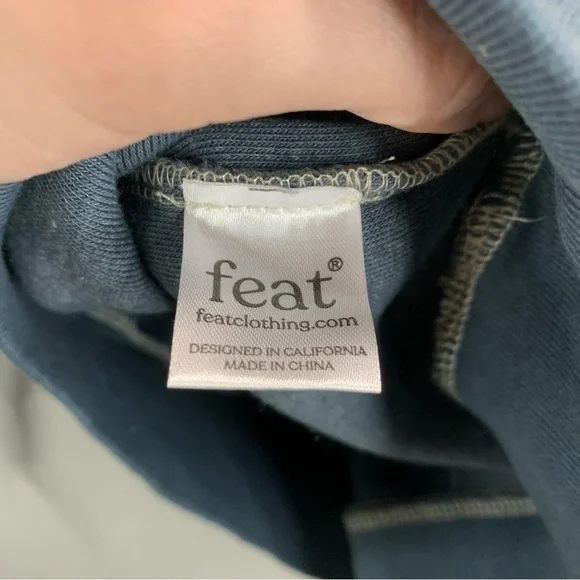 feat®
featclothing.com
DESIGNED IN CALIFORNIA
MADE IN CHINA